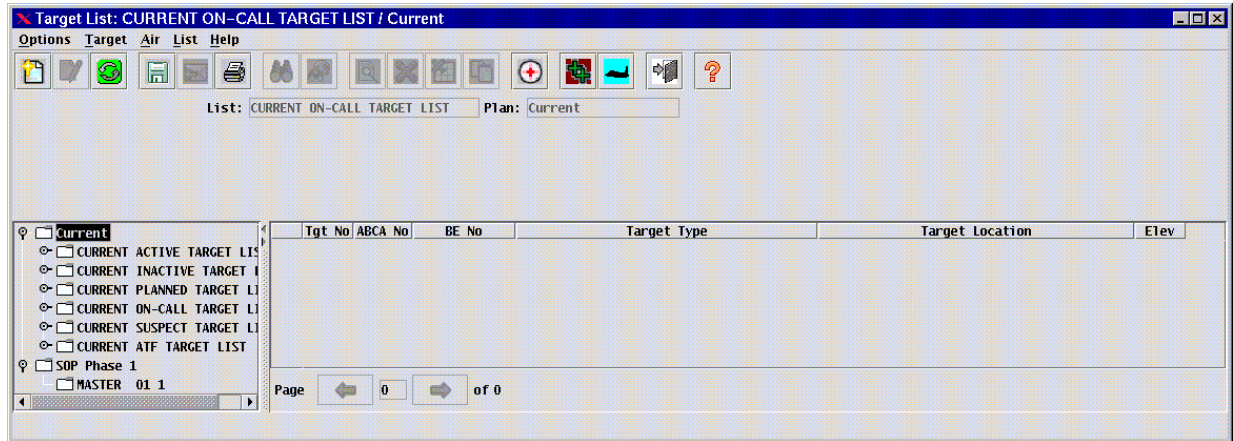 Target List: CURRENT ON-CALL TARGET LIST / Current
Options Target Air List Help
List: CURRENT ON-CALL TARGET LIST Plan: Current
Current
CURRENT ACTIVE TARGET LIS
CURRENT INACTIVE TARGET
CURRENT PLANNED TARGET LI
CURRENT ON-CALL TARGET LI
CURRENT SUSPECT TARGET LI
CURRENT ATF TARGET LIST
SOP Phase 1
MASTER 01 1
Tgt No ABCA No BE No Target Type Target Location Elev
Page 0 of 0